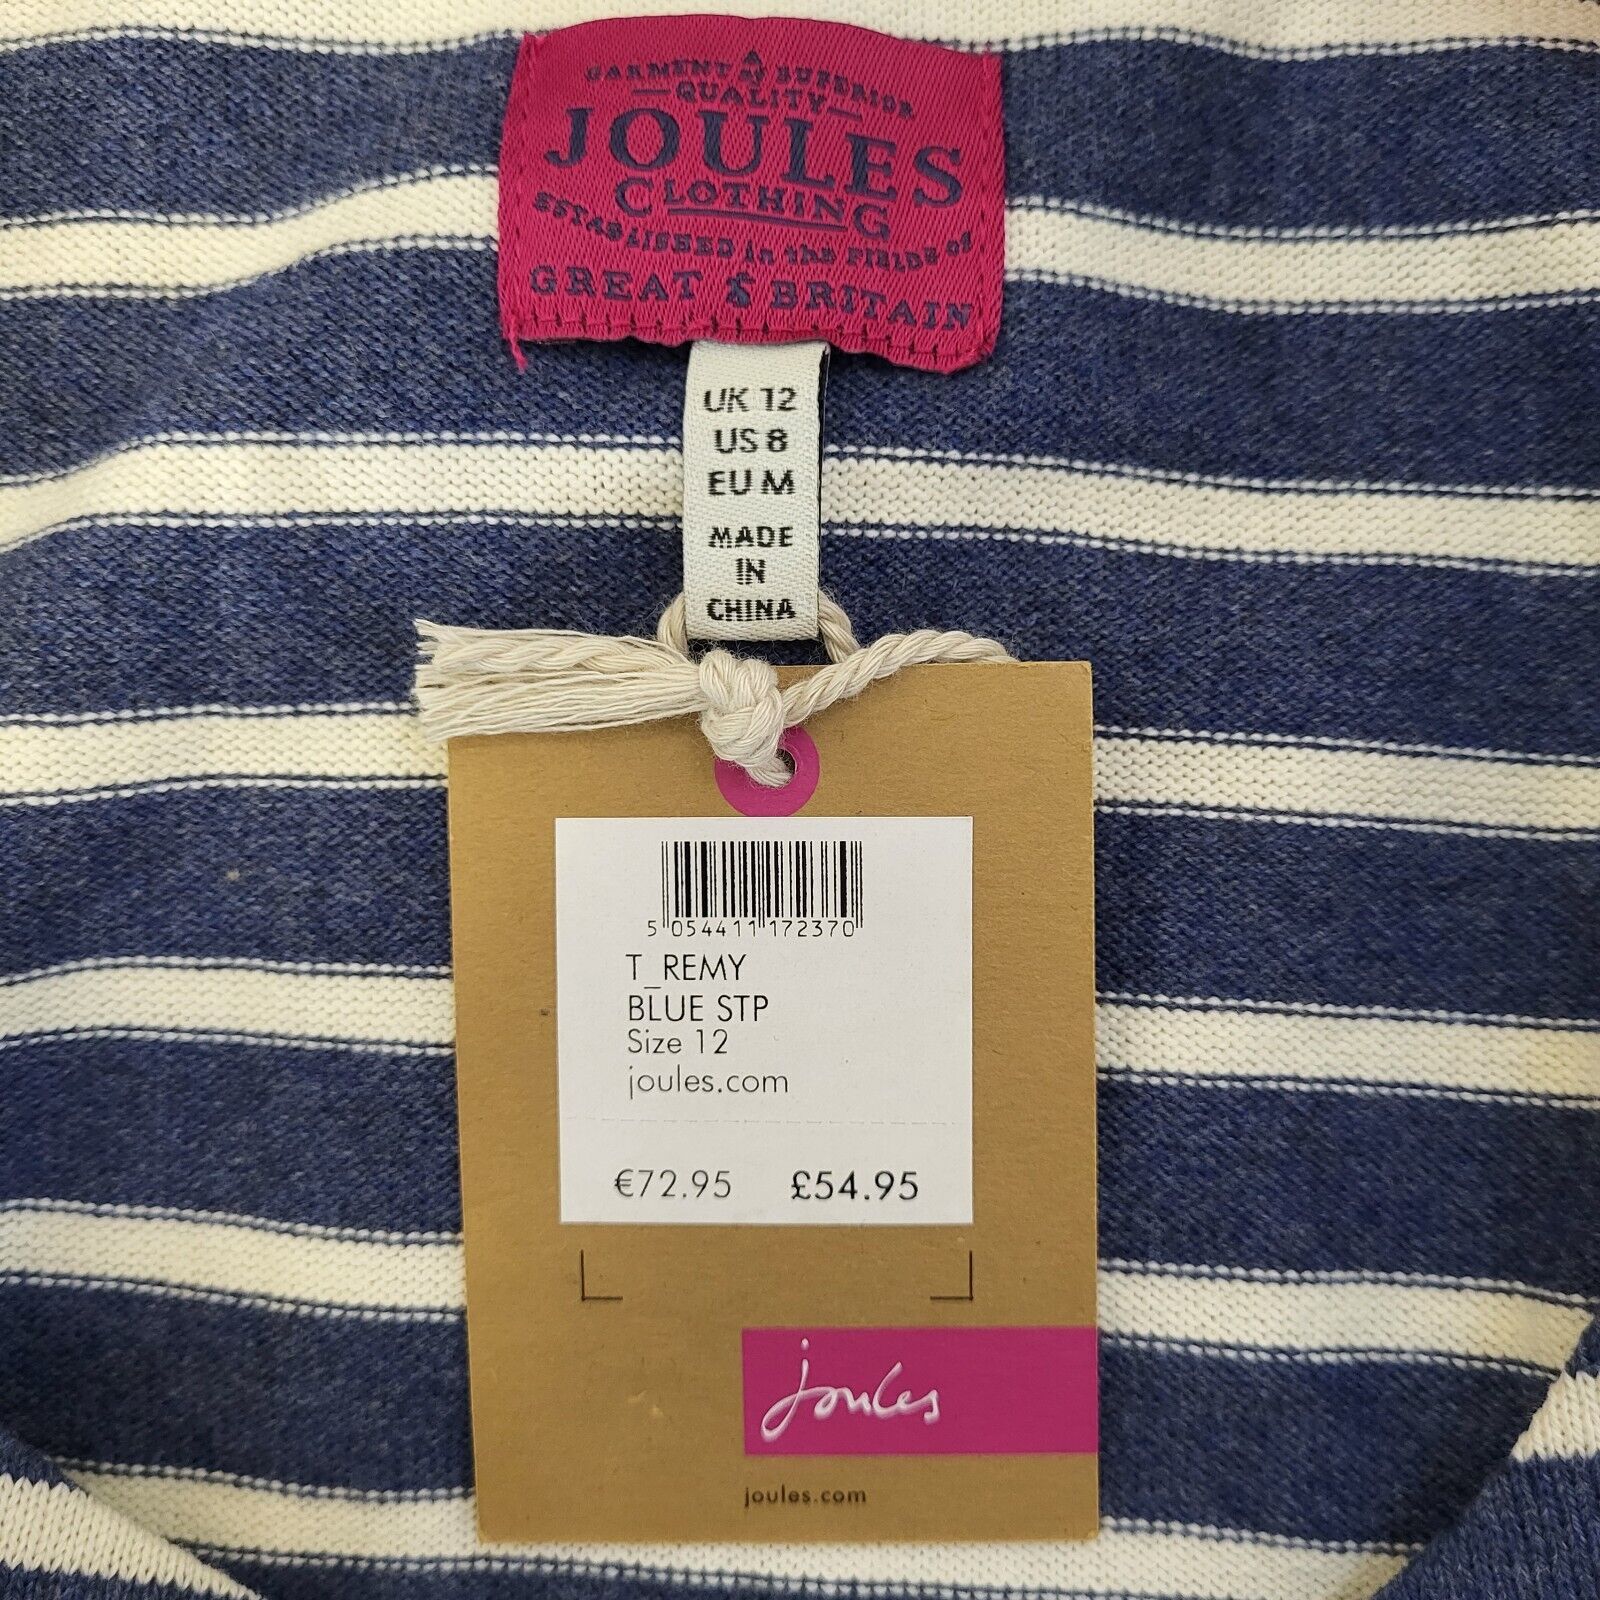 A
GARMENT of SUPERIOR
QUALITY
JOULES
CLOTHING
ESTABLISHED in the FIELDS of
GREAT & BRITAIN
UK 12
US 8
EU M
MADE
IN
CHINA
5 054411 172370
T_REMY
BLUE STP
Size 12
joules.com
€72.95 £54.95
joules
joules.com